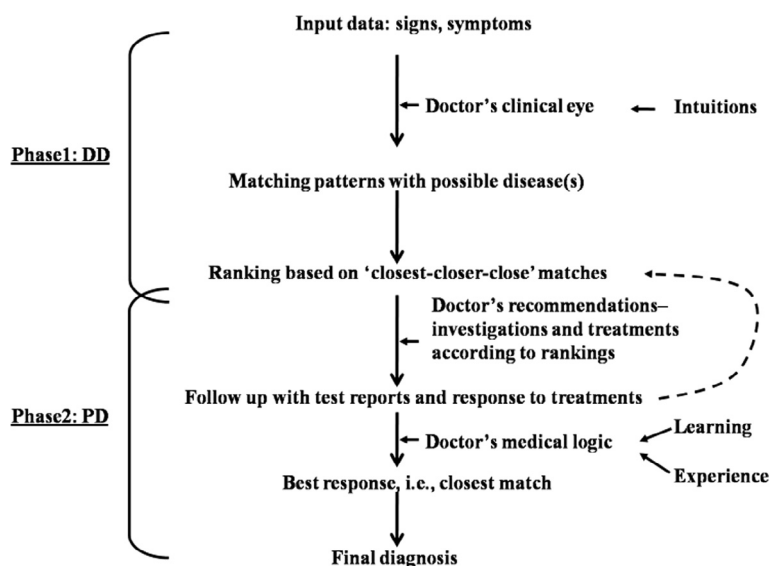 Input data: signs, symptoms
Doctor's clinical eye
Intuitions
Phase1: DD
Matching patterns with possible disease(s)
Ranking based on 'closest-closer-close' matches
Doctor's recommendations–
investigations and treatments
according to rankings
Follow up with test reports and response to treatments
Phase2: PD
Doctor's medical logic
Learning
Experience
Best response, i.e., closest match
Final diagnosis